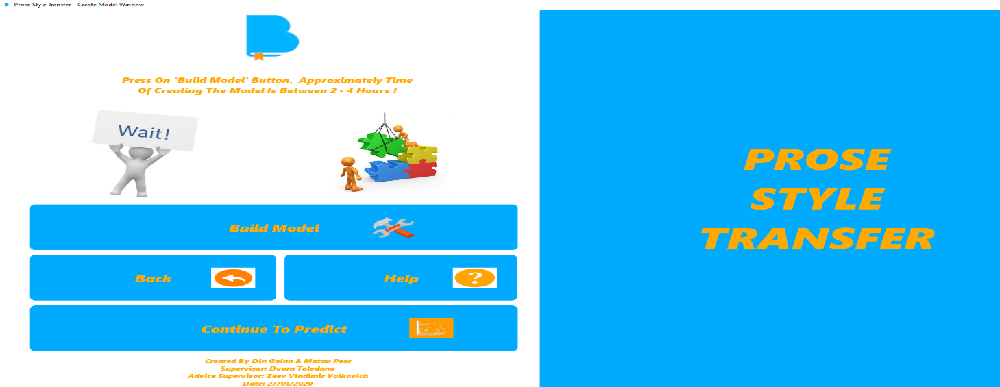 Prose Style Transfer - Create Model Window
Press On 'Build Model' Button. Approximately Time
Of Creating The Model Is Between 2 - 4 Hours !
Wait!
Build Model
Back
?
Help
Continue To Predict
Created By Din Golan & Matan Peer
Supervisor: Dvora Toledano
Advice Supervisor: Zeev Vladimir Volkovich
Date: 27/01/2020
PROSE
STYLE
TRANSFER